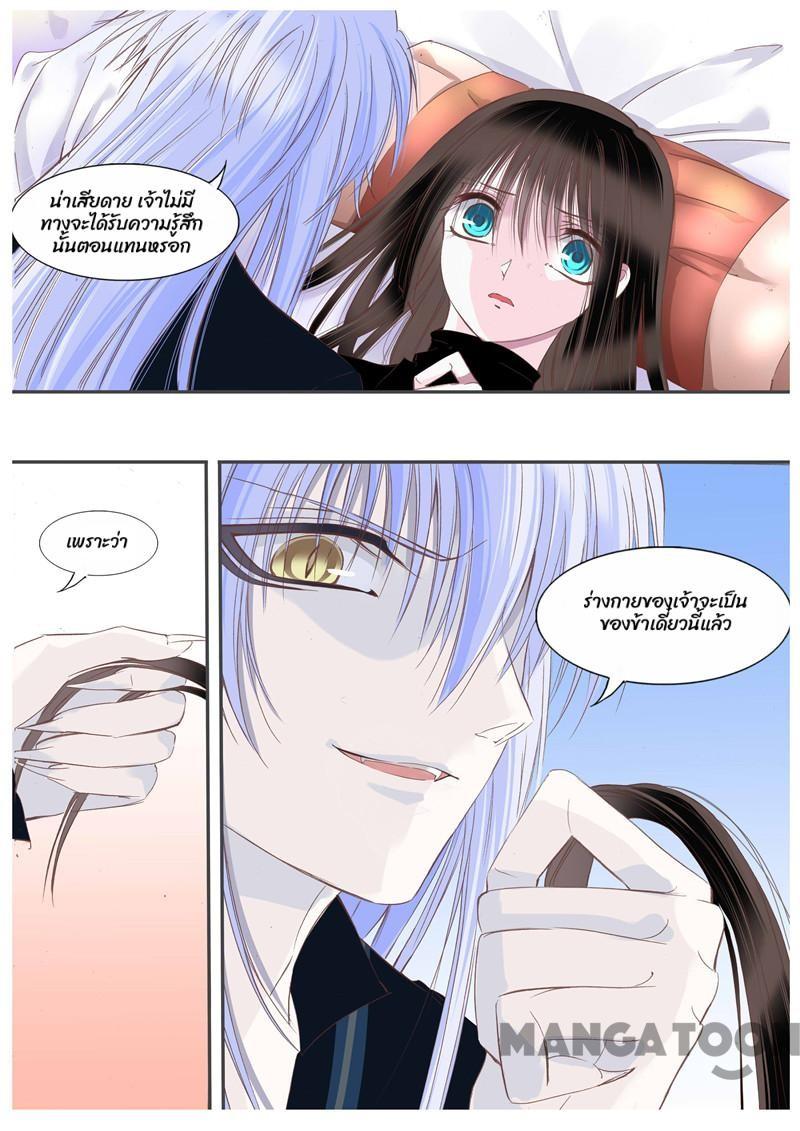 น่าเสียดาย เจ้าไม่มี
ทางจะได้รับความรู้สึก
นั้นตอนแทนหรอก
เพราะว่า
ร่างกายของเจ้าจะเป็น
ของข้าเดี๋ยวนี้แล้ว
MANGATOON